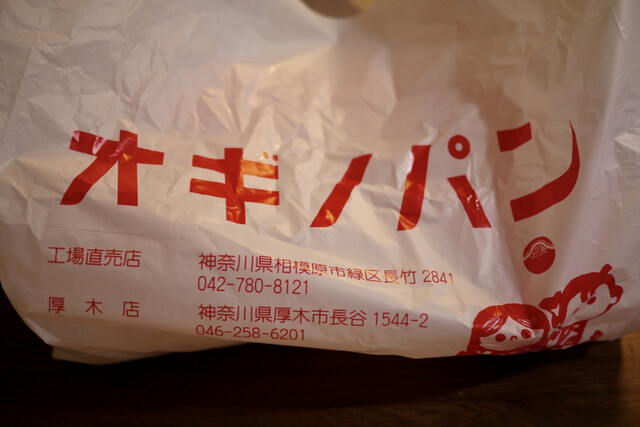 オギノパン
工場直売店 神奈川県相模原市緑区長竹 2841
042-780-8121
厚木店 神奈川県厚木市長谷 1544-2
046-258-6201